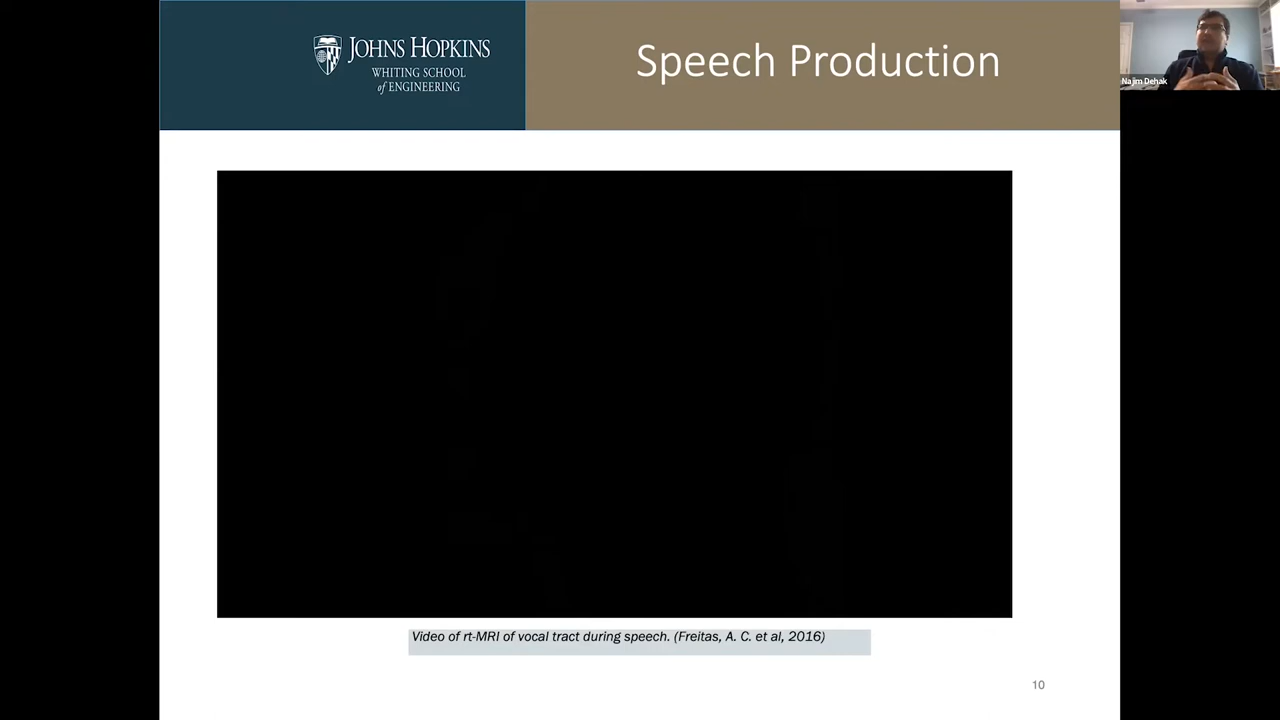 JOHNS HOPKINS
WHITING SCHOOL
of ENGINEERING
Speech Production
Najim Dehak
Video of rt-MRI of vocal tract during speech. (Freitas, A. C. et al, 2016)
10